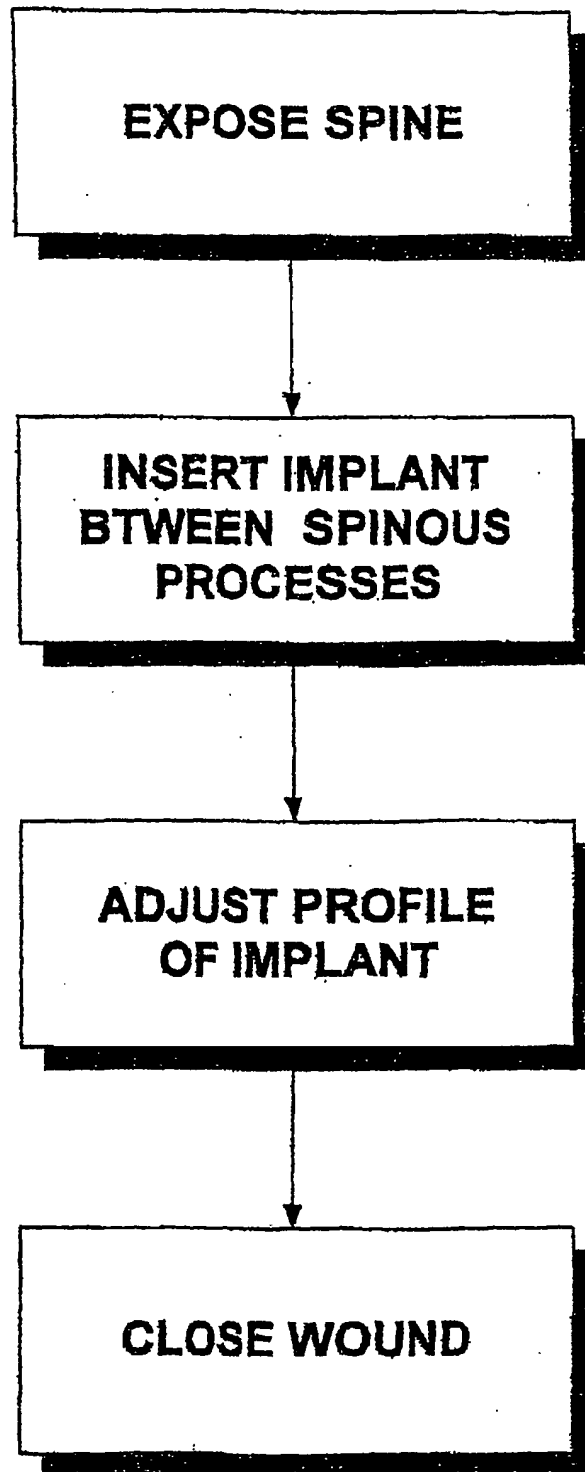 EXPOSE SPINE
INSERT IMPLANT
BTWEEN SPINOUS
PROCESSES
ADJUST PROFILE
OF IMPLANT
CLOSE WOUND